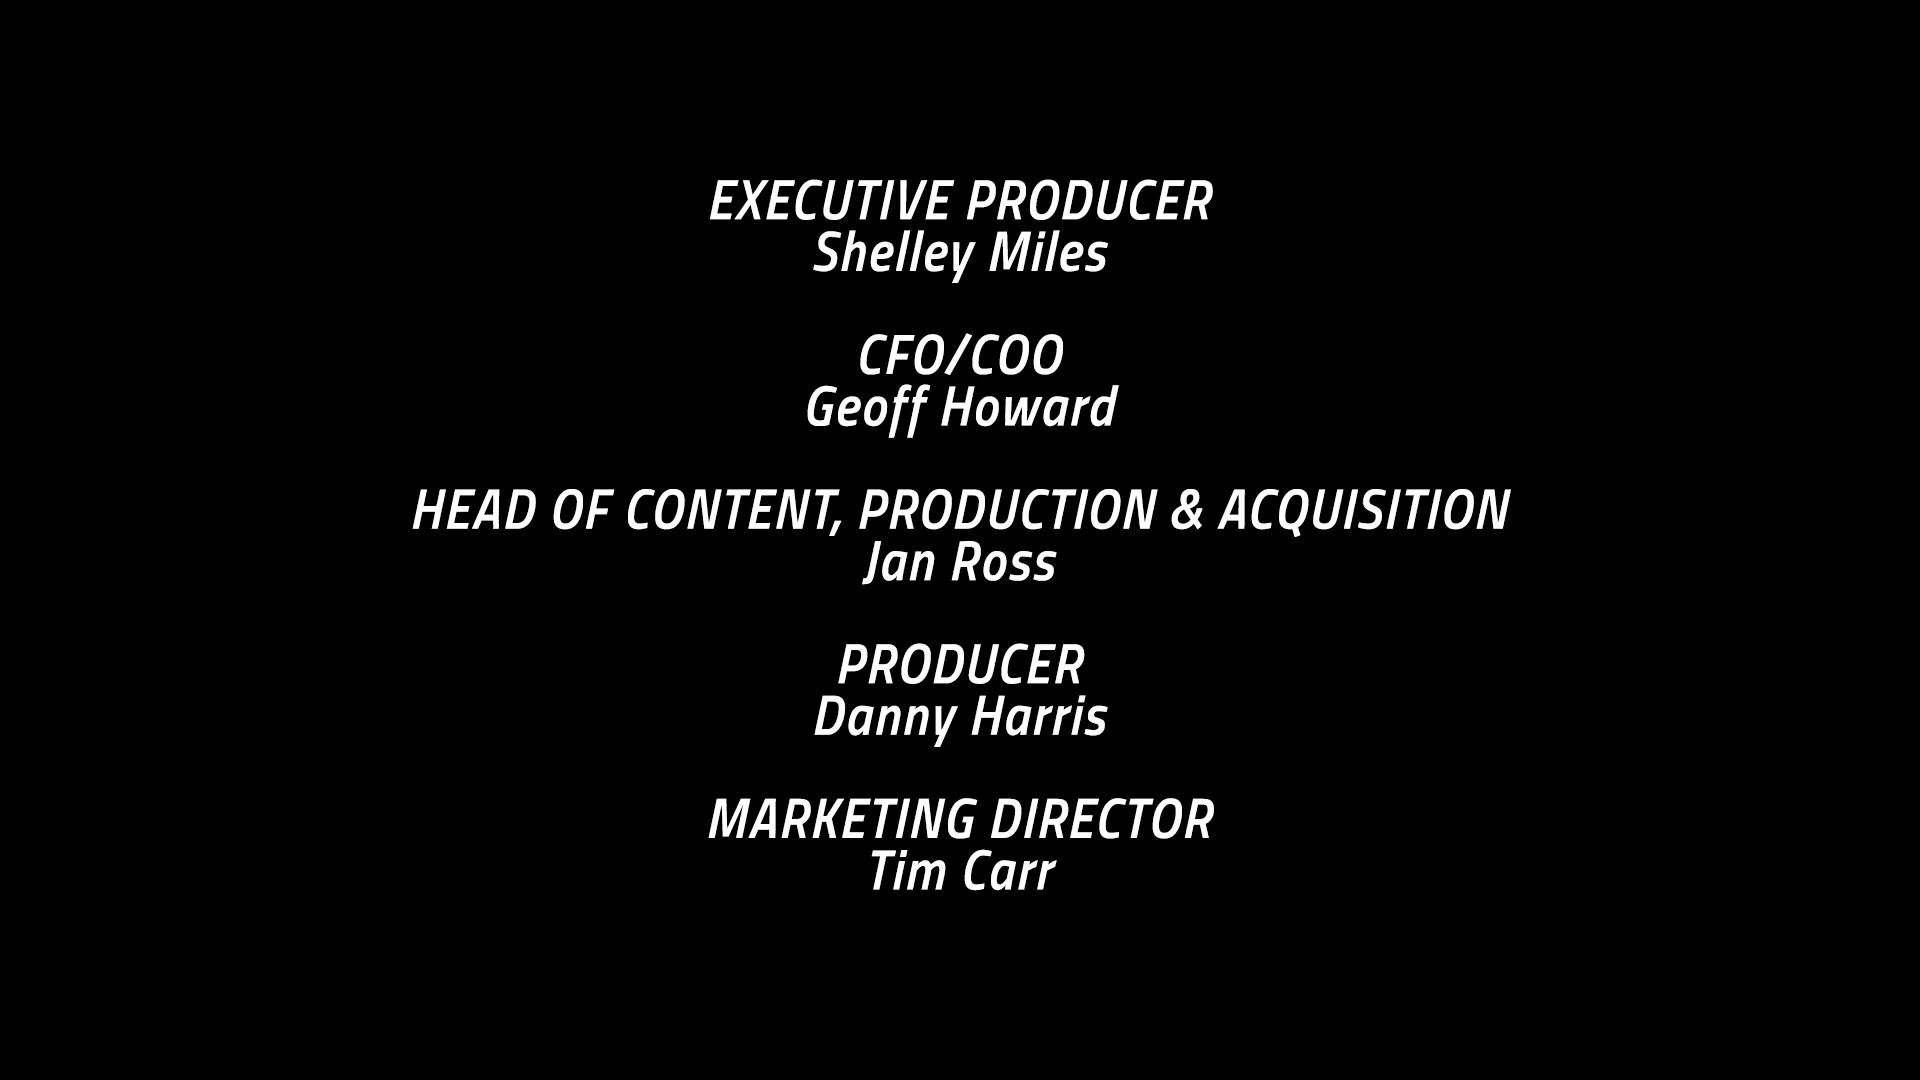 EXECUTIVE PRODUCER
Shelley Miles
CFO/COO
Geoff Howard
HEAD OF CONTENT, PRODUCTION & ACQUISITION
Jan Ross
PRODUCER
Danny Harris
MARKETING DIRECTOR
Tim Carr